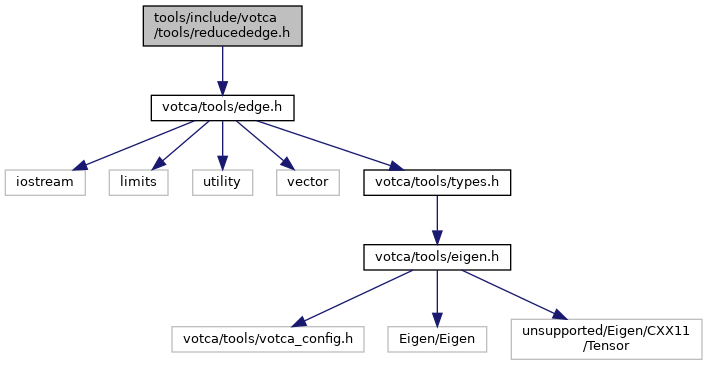 tools/include/votca
/tools/reducededge.h
votca/tools/edge.h
iostream
limits
utility
vector
votca/tools/types.h
votca/tools/eigen.h
votca/tools/votca_config.h
Eigen/Eigen
unsupported/Eigen/CXX11
/Tensor